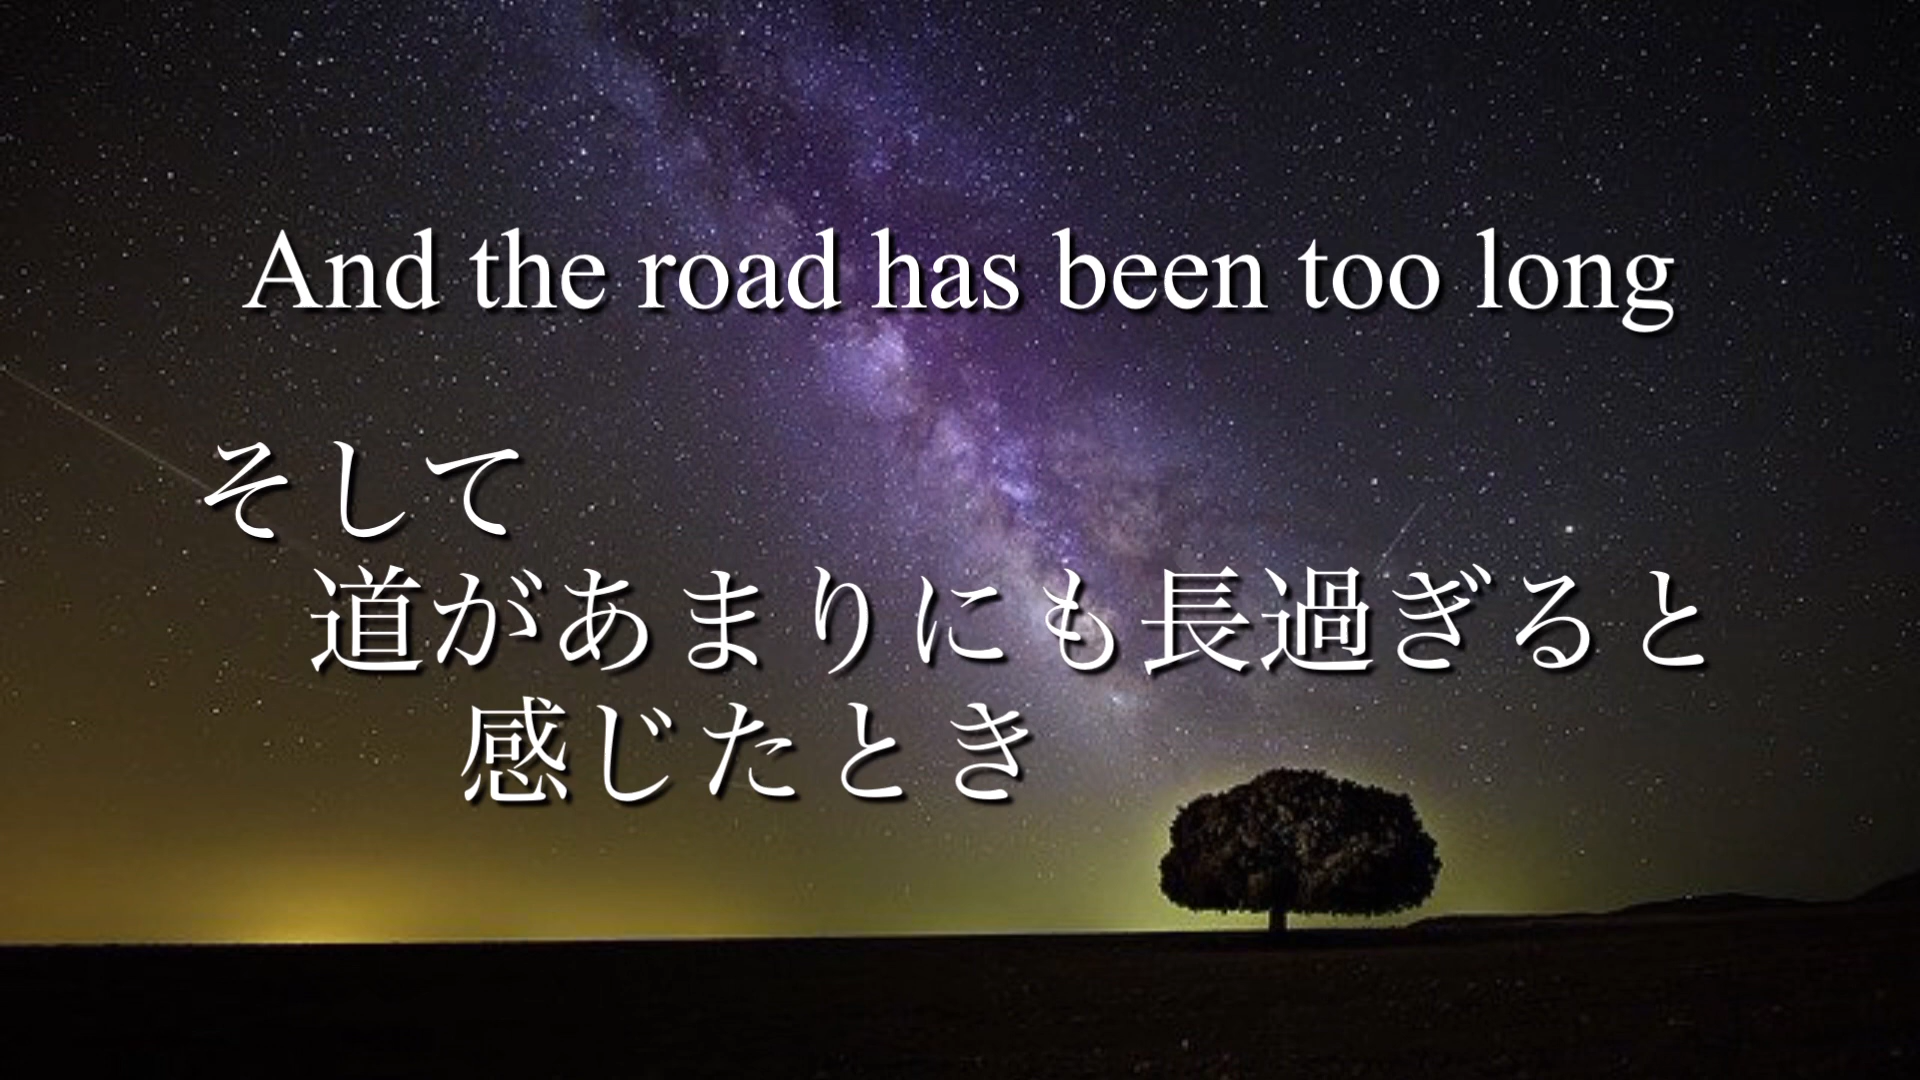 And the road has been too long
そして
道があまりにも長過ぎると
感じたとき